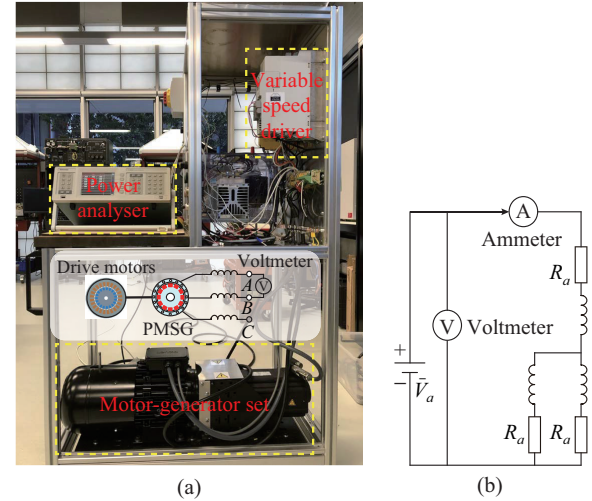 Variable
speed
driver
Power
analyser
Drive motors
Voltmeter
A
V
B
PMSG
C
Motor-generator set
A
Ammeter
R_a
V
Voltmeter
+
−
V̄_a
R_a
R_a
(a)
(b)